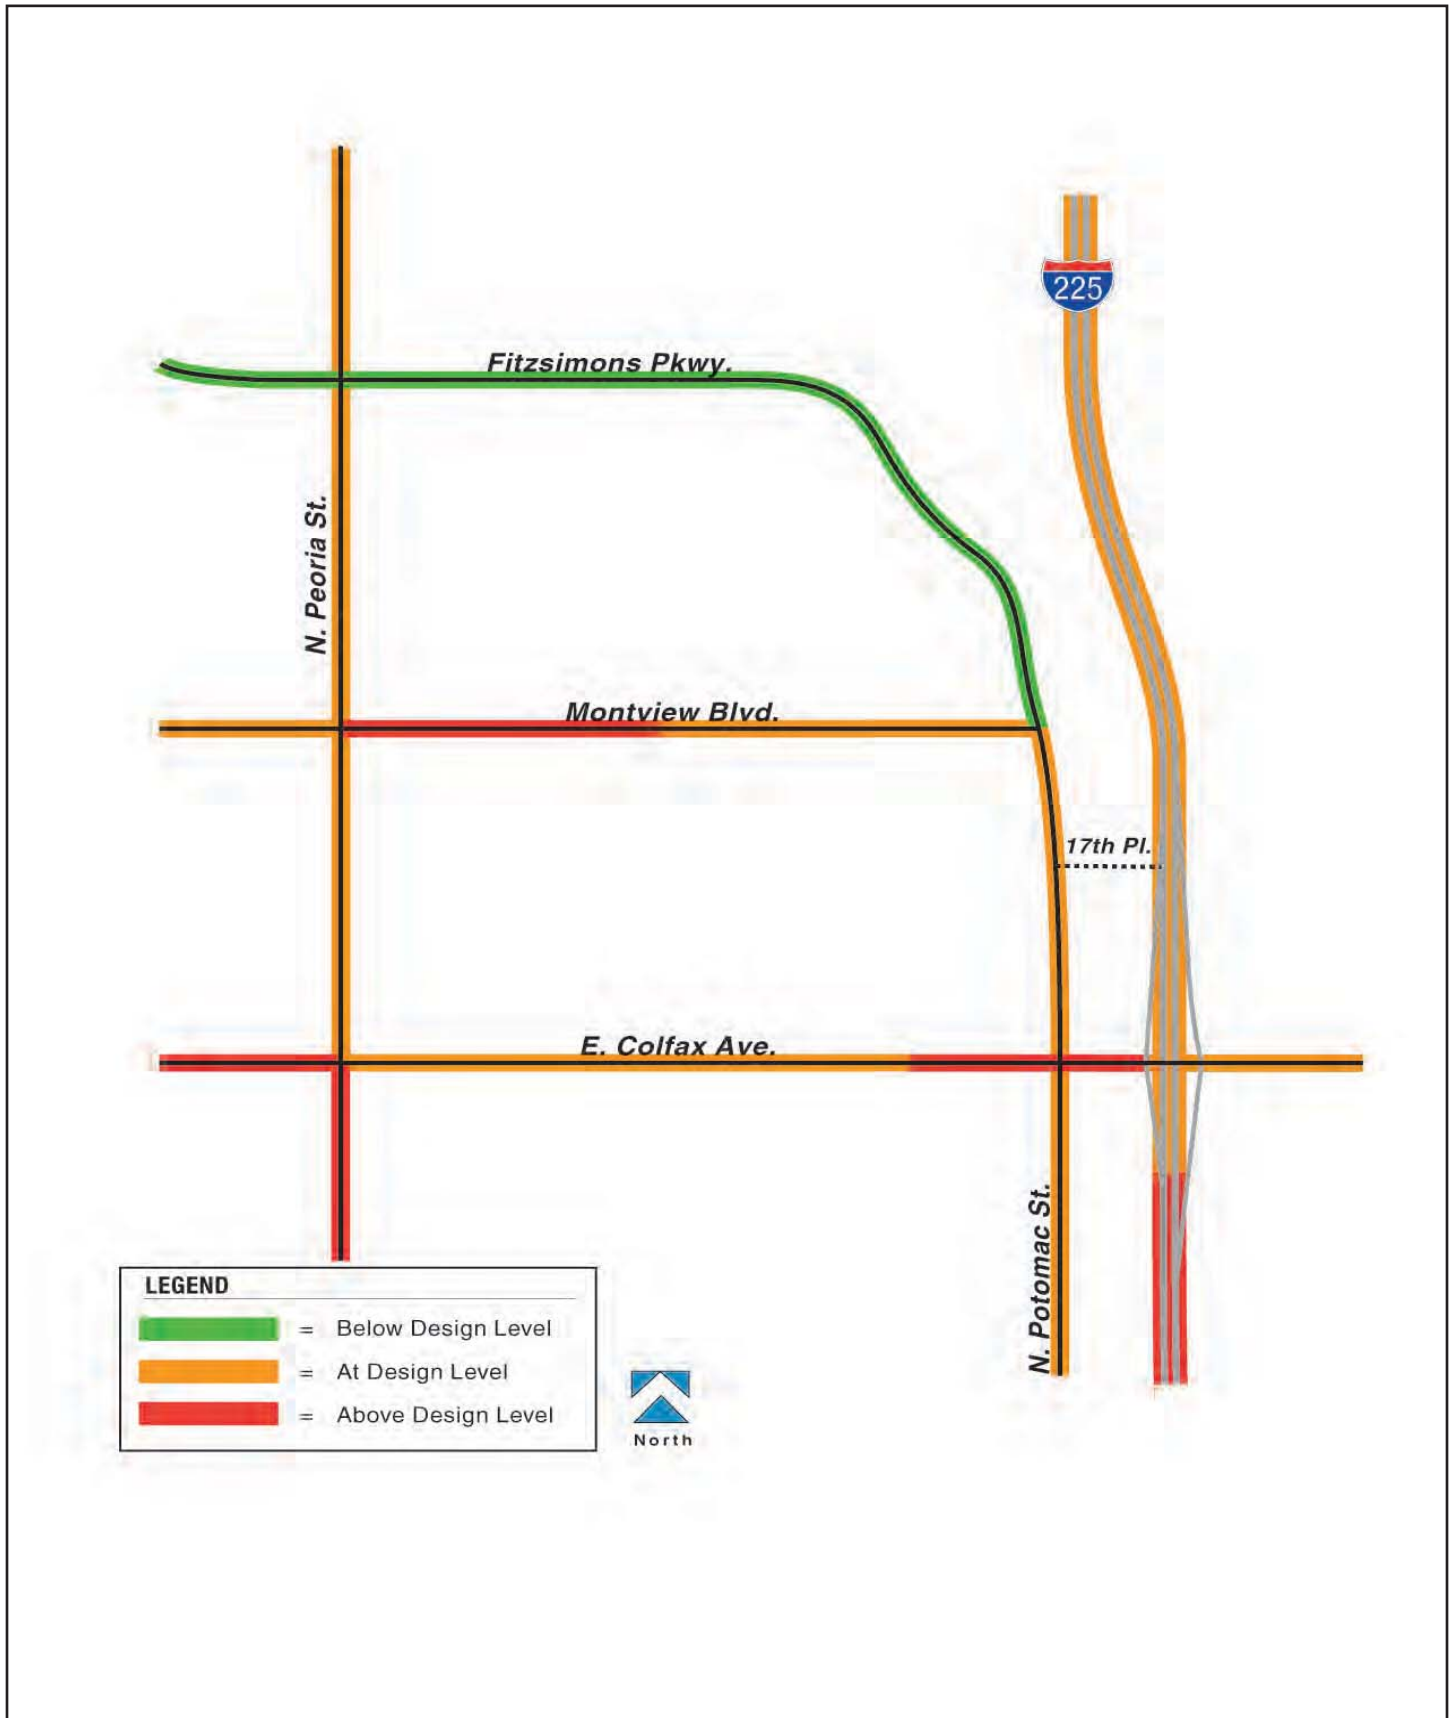 225
Fitzsimons Pkwy.
N. Peoria St.
Montview Blvd.
17th Pl.
E. Colfax Ave.
N. Potomac St.
LEGEND
= Below Design Level
= At Design Level
= Above Design Level
North